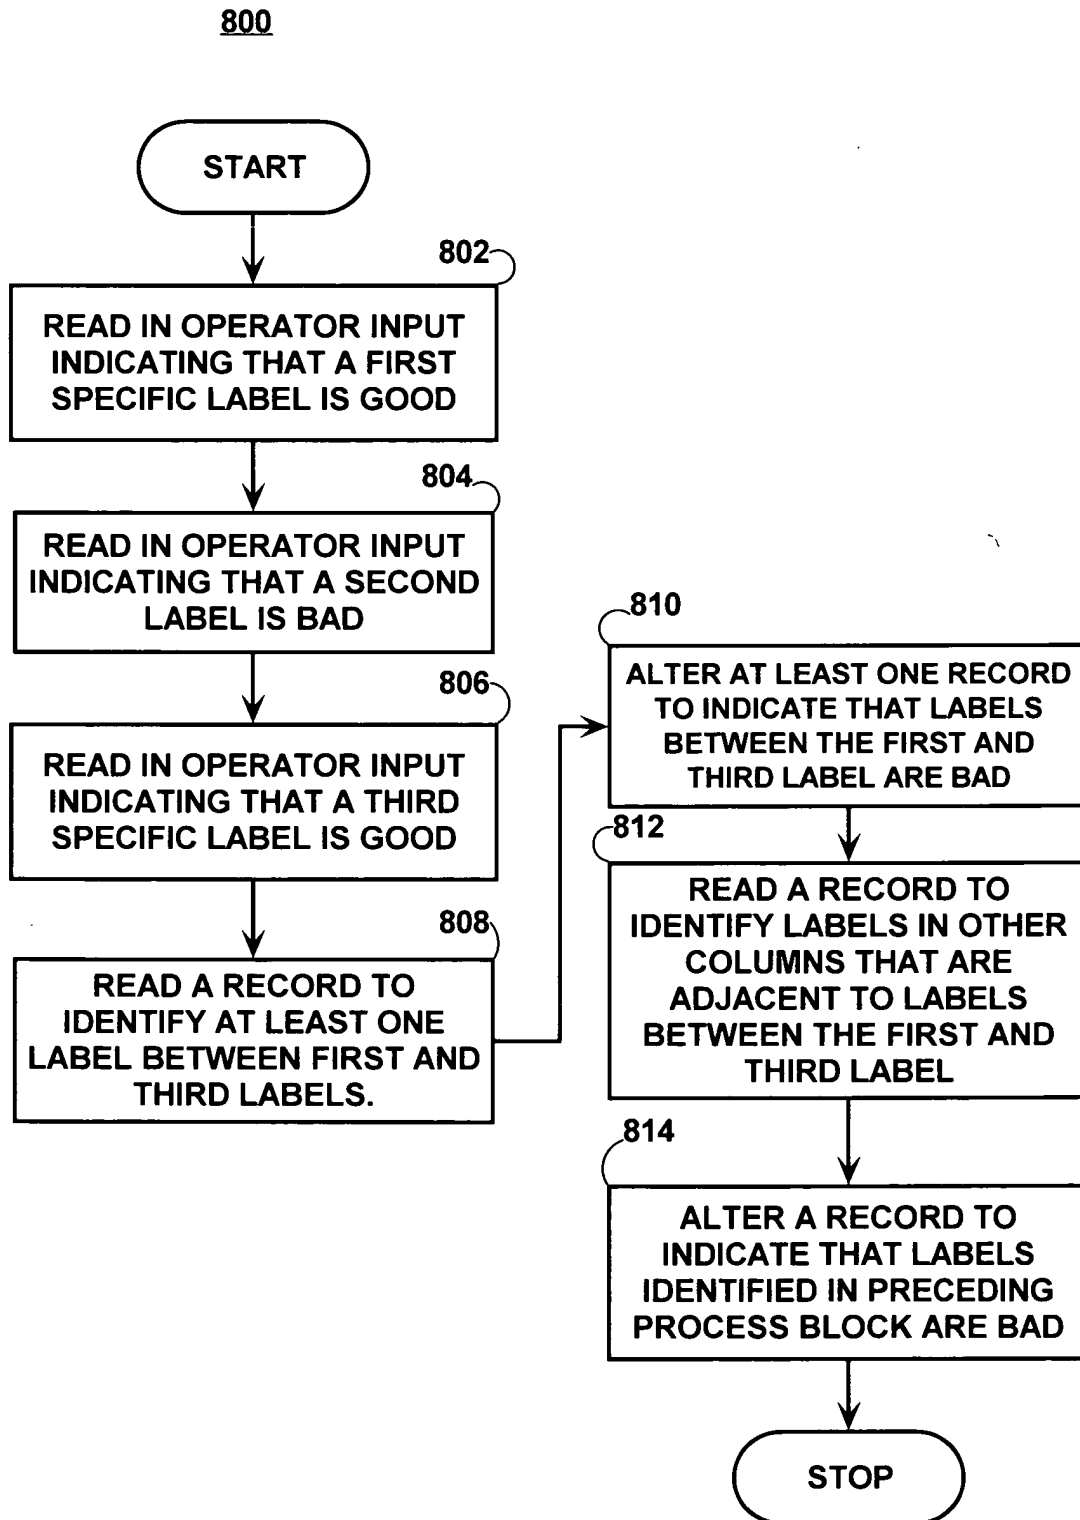 800
START
802
READ IN OPERATOR INPUT
INDICATING THAT A FIRST
SPECIFIC LABEL IS GOOD
804
READ IN OPERATOR INPUT
INDICATING THAT A SECOND
LABEL IS BAD
806
READ IN OPERATOR INPUT
INDICATING THAT A THIRD
SPECIFIC LABEL IS GOOD
808
READ A RECORD TO
IDENTIFY AT LEAST ONE
LABEL BETWEEN FIRST AND
THIRD LABELS.
810
ALTER AT LEAST ONE RECORD
TO INDICATE THAT LABELS
BETWEEN THE FIRST AND
THIRD LABEL ARE BAD
812
READ A RECORD TO
IDENTIFY LABELS IN OTHER
COLUMNS THAT ARE
ADJACENT TO LABELS
BETWEEN THE FIRST AND
THIRD LABEL
814
ALTER A RECORD TO
INDICATE THAT LABELS
IDENTIFIED IN PRECEDING
PROCESS BLOCK ARE BAD
STOP